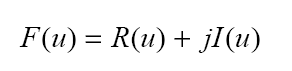 F(u) = R(u) + jI(u)